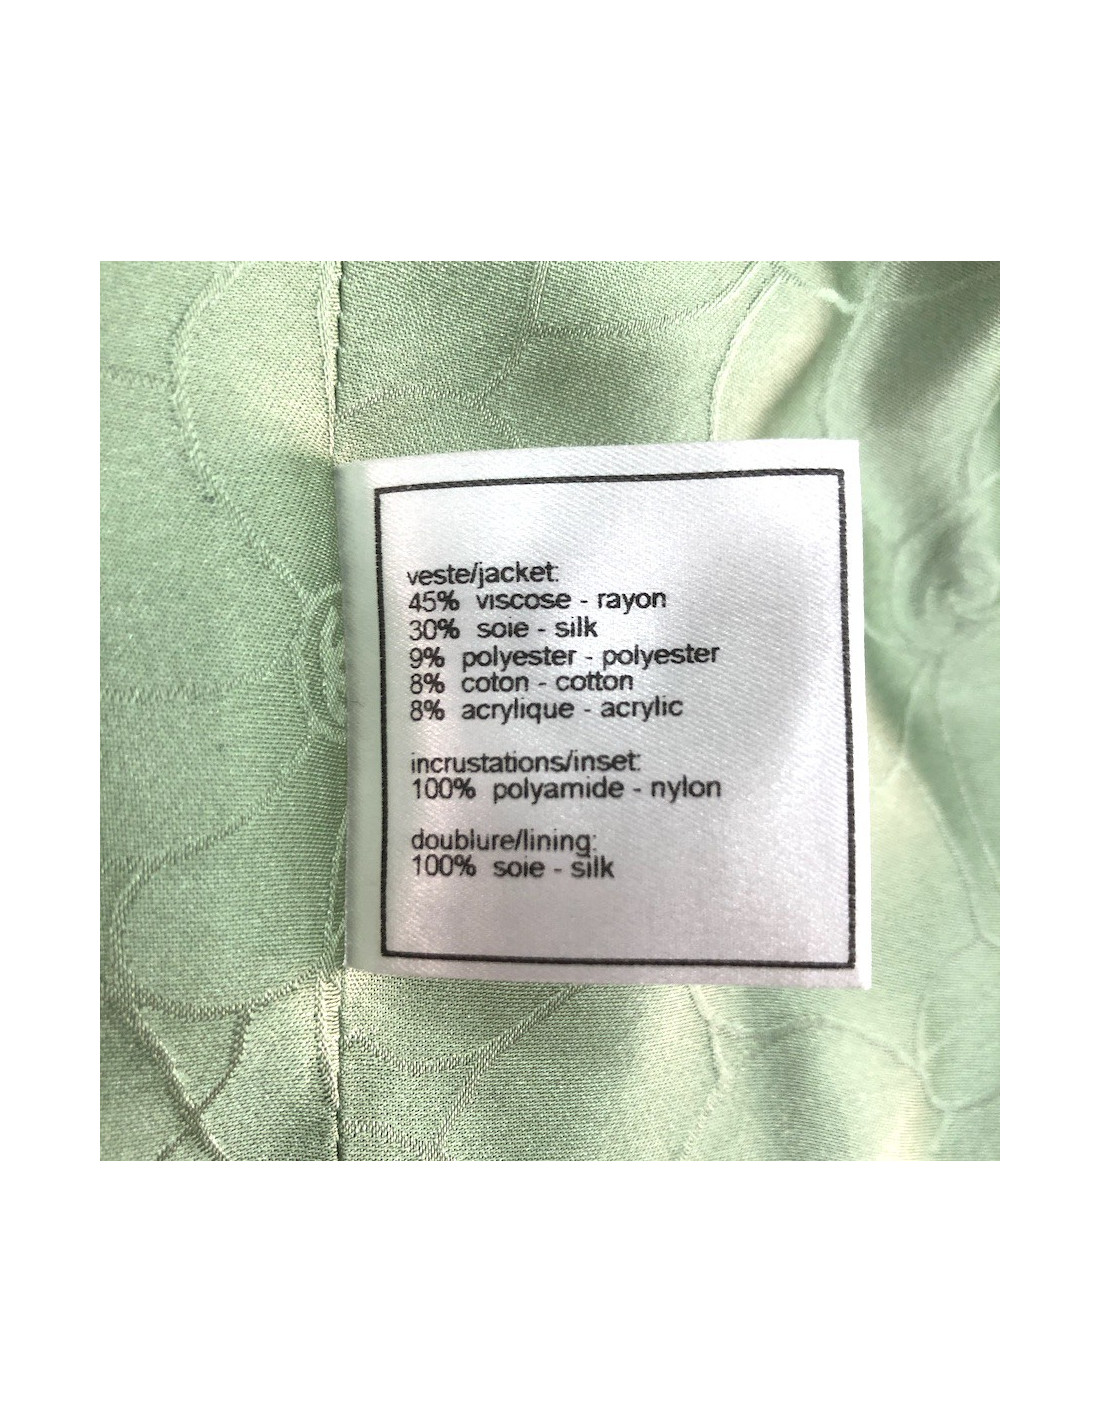 veste/jacket:
45% viscose - rayon
30% soie - silk
9% polyester - polyester
8% coton - cotton
8% acrylique - acrylic
incrustations/inset:
100% polyamide - nylon
doublure/lining:
100% soie - silk